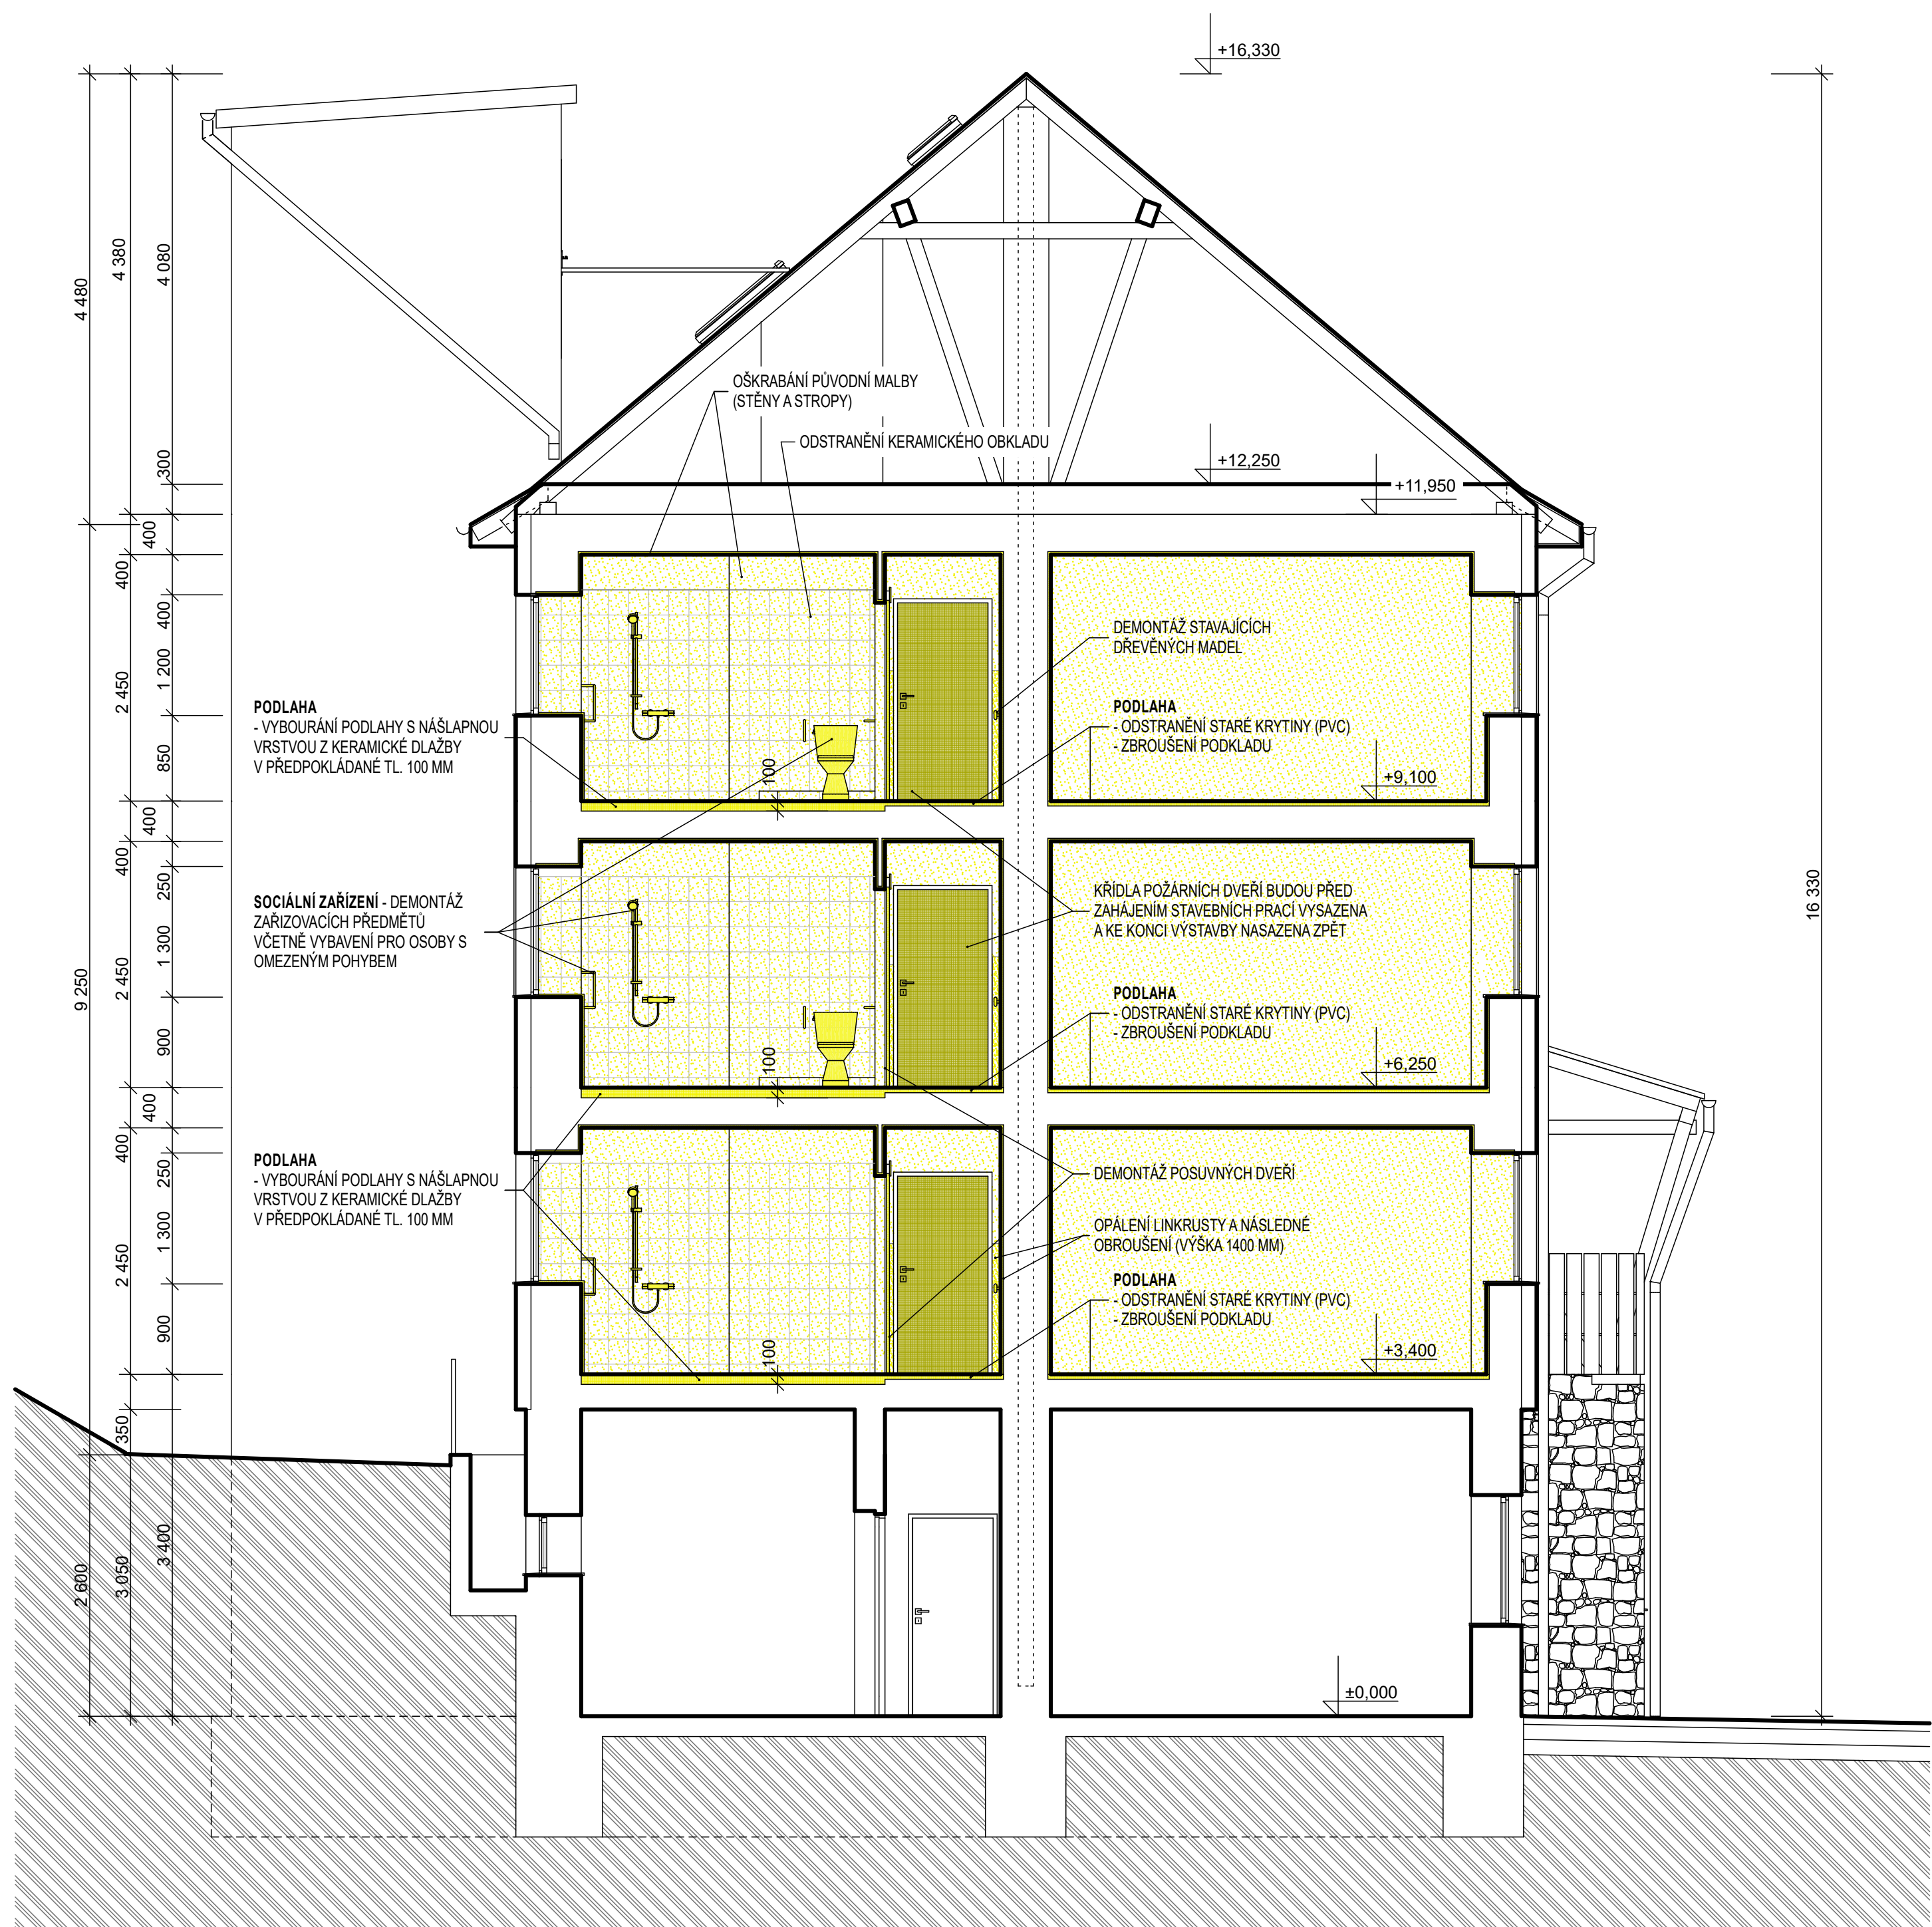 +16,330
4 480
4 380
4 080
OŠKRABÁNÍ PŮVODNÍ MALBY
(STĚNY A STROPY)
ODSTRANĚNÍ KERAMICKÉHO OBKLADU
+12,250
+11,950
300
400
400
400
1 200
2 450
850
400
PODLAHA
- VYBOURÁNÍ PODLAHY S NÁŠLAPNOU
VRSTVOU Z KERAMICKÉ DLAŽBY
V PŘEDPOKLÁDANÉ TL. 100 MM
DEMONTÁŽ STAVAJÍCÍCH
DŘEVĚNÝCH MADEL
PODLAHA
- ODSTRANĚNÍ STARÉ KRYTINY (PVC)
- ZBROUŠENÍ PODKLADU
100
+9,100
400
250
1 300
2 450
900
400
9 250
16 330
SOCIÁLNÍ ZAŘÍZENÍ - DEMONTÁŽ
ZAŘIZOVACÍCH PŘEDMĚTŮ
VČETNĚ VYBAVENÍ PRO OSOBY S
OMEZENÝM POHYBEM
KŘÍDLA POŽÁRNÍCH DVEŘÍ BUDOU PŘED
ZAHÁJENÍM STAVEBNÍCH PRACÍ VYSAZENA
A KE KONCI VÝSTAVBY NASAZENA ZPĚT
PODLAHA
- ODSTRANĚNÍ STARÉ KRYTINY (PVC)
- ZBROUŠENÍ PODKLADU
100
+6,250
400
250
1 300
2 450
900
PODLAHA
- VYBOURÁNÍ PODLAHY S NÁŠLAPNOU
VRSTVOU Z KERAMICKÉ DLAŽBY
V PŘEDPOKLÁDANÉ TL. 100 MM
DEMONTÁŽ POSUVNÝCH DVEŘÍ
OPÁLENÍ LINKRUSTY A NÁSLEDNÉ
OBROUŠENÍ (VÝŠKA 1400 MM)
PODLAHA
- ODSTRANĚNÍ STARÉ KRYTINY (PVC)
- ZBROUŠENÍ PODKLADU
100
+3,400
350
2 600
3 050
3 400
±0,000